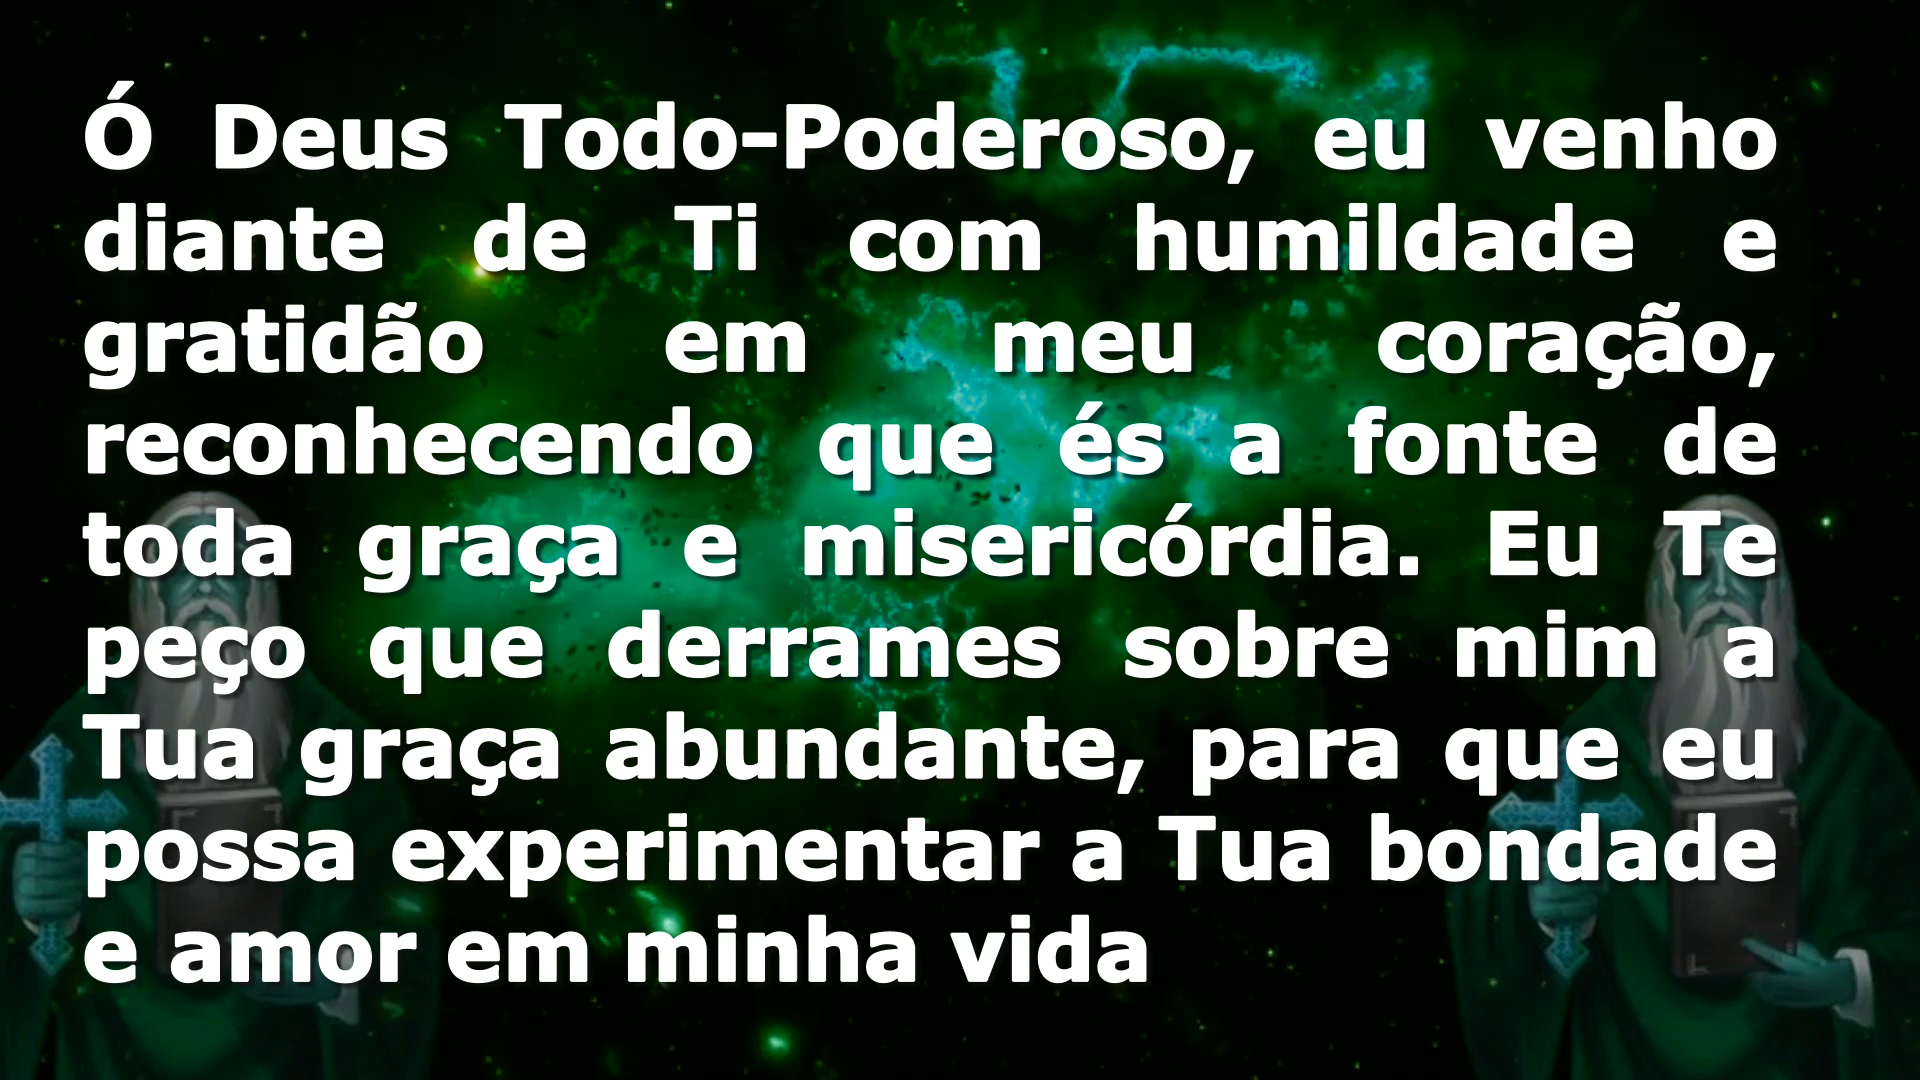 Ó Deus Todo-Poderoso, eu venho
diante de Ti com humildade e
gratidão em meu coração,
reconhecendo que és a fonte de
toda graça e misericórdia. Eu Te
peço que derrames sobre mim a
Tua graça abundante, para que eu
possa experimentar a Tua bondade
e amor em minha vida